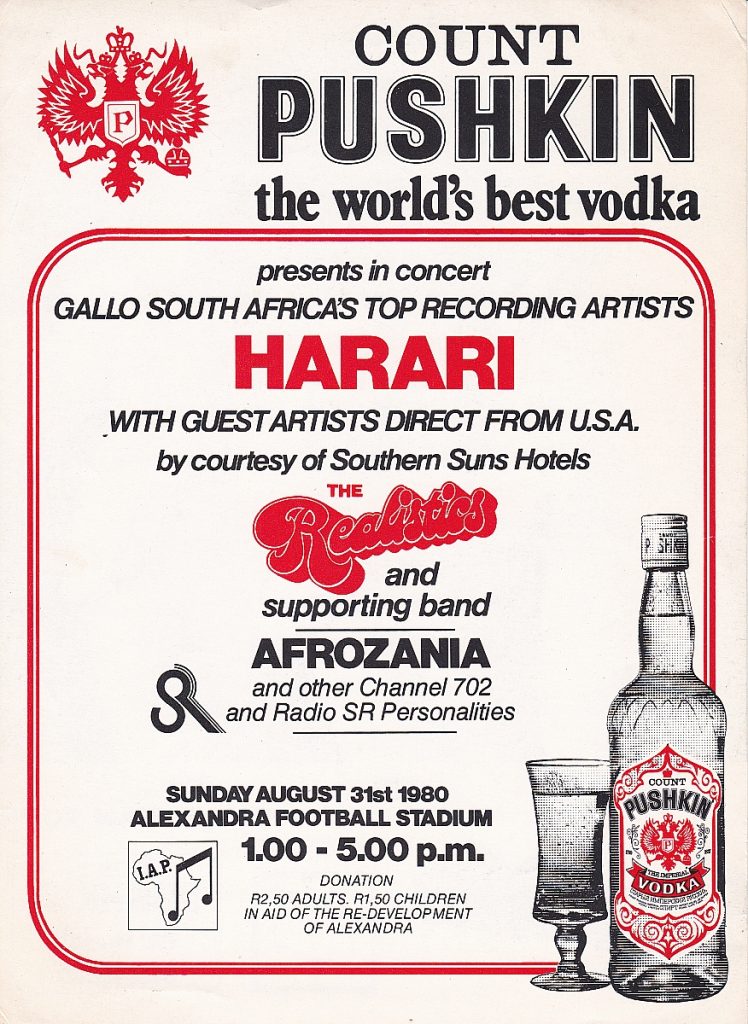 P
COUNT
PUSHKIN
the world's best vodka
presents in concert
GALLO SOUTH AFRICA'S TOP RECORDING ARTISTS
HARARI
WITH GUEST ARTISTS DIRECT FROM U.S.A.
by courtesy of Southern Suns Hotels
THE
Realistics
and
supporting band
AFROZANIA
SR
and other Channel 702
and Radio SR Personalities
SUNDAY AUGUST 31st 1980
ALEXANDRA FOOTBALL STADIUM
1.00 - 5.00 p.m.
I.A.P.
DONATION
R2,50 ADULTS. R1,50 CHILDREN
IN AID OF THE RE-DEVELOPMENT
OF ALEXANDRA
COUNT
PUSHKIN
THE IMPERIAL
VODKA